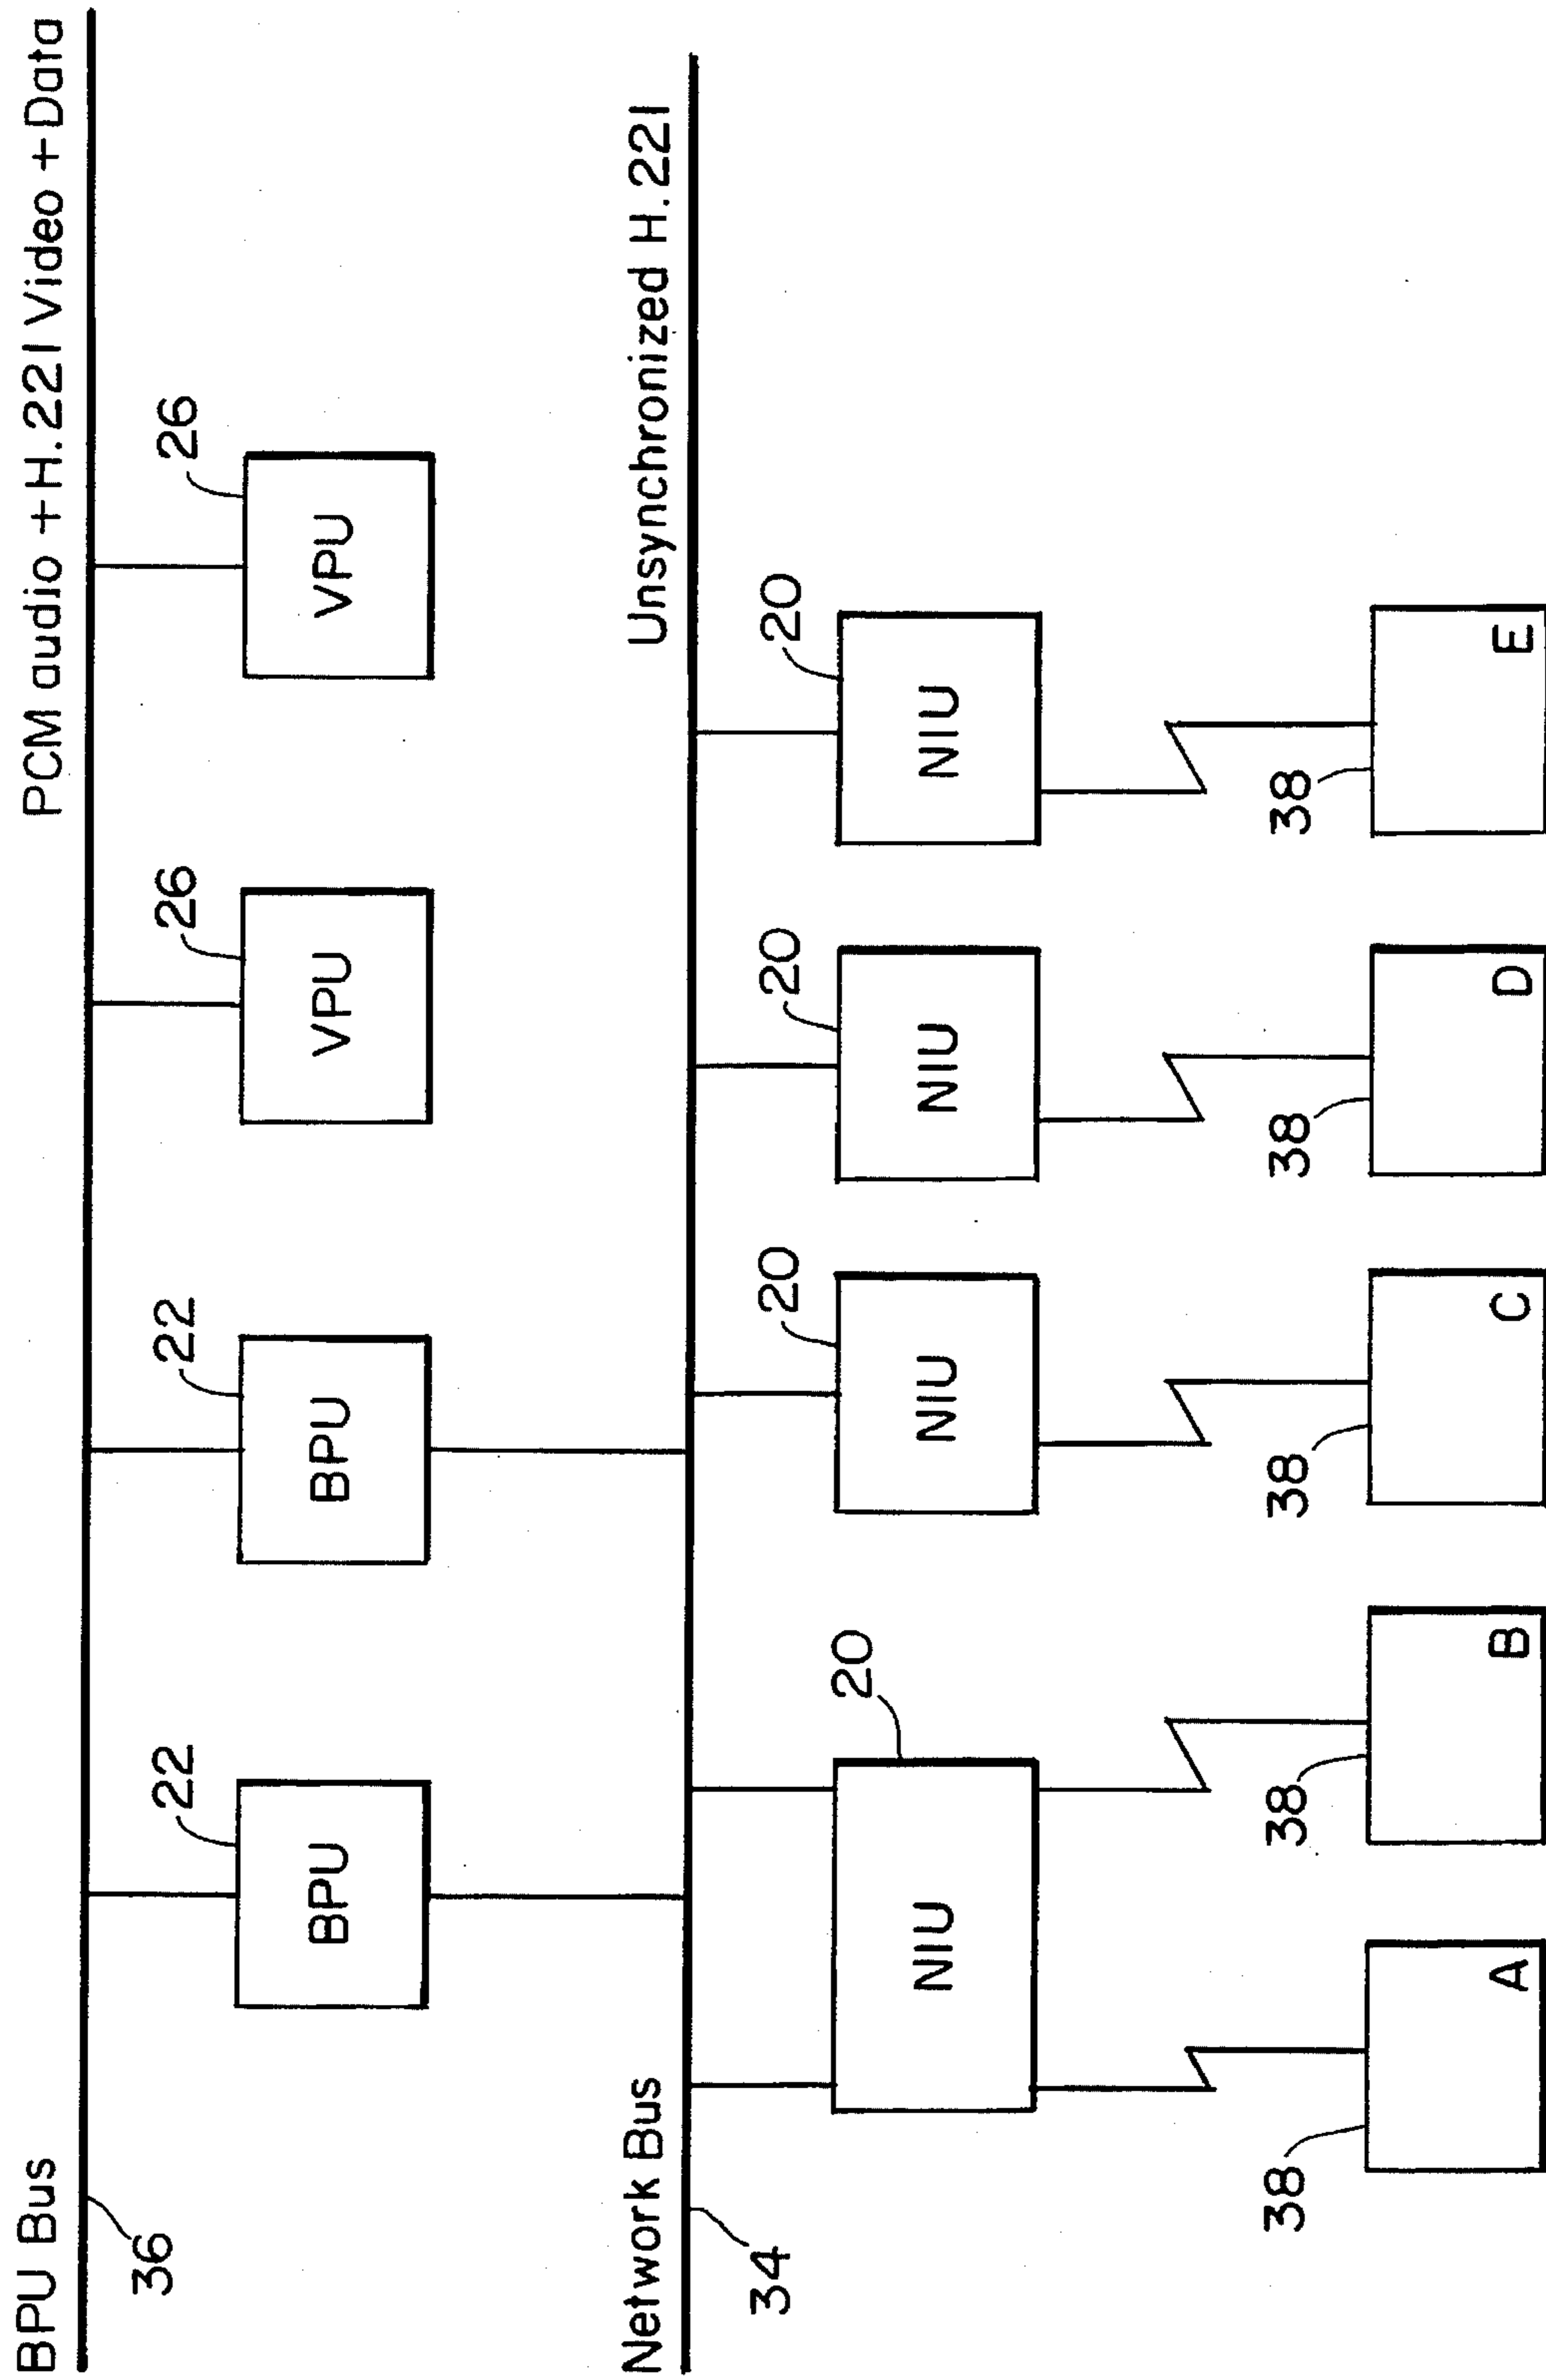 BPU Bus
PCM audio + H.221 Video + Data
36
22
22
26
26
BPU
BPU
VPU
VPU
Network Bus
Unsynchronized H.221
34
20
20
20
20
NIU
NIU
NIU
NIU
38
38
38
38
38
A
B
C
D
E